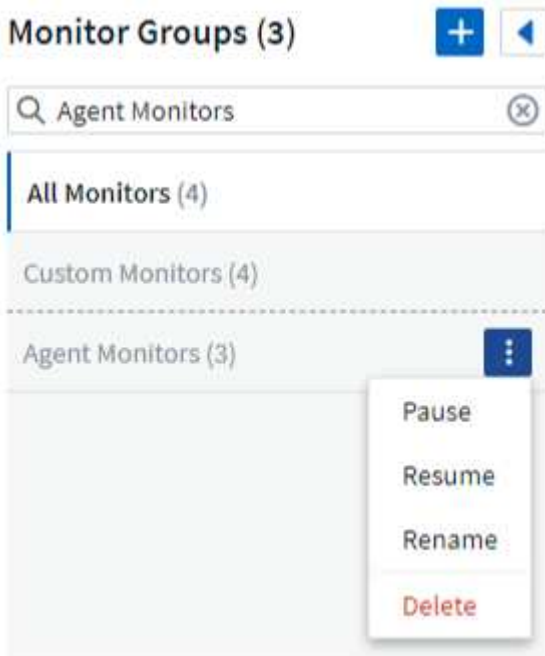 Monitor Groups (3)
Agent Monitors
All Monitors (4)
Custom Monitors (4)
Agent Monitors (3)
Pause
Resume
Rename
Delete